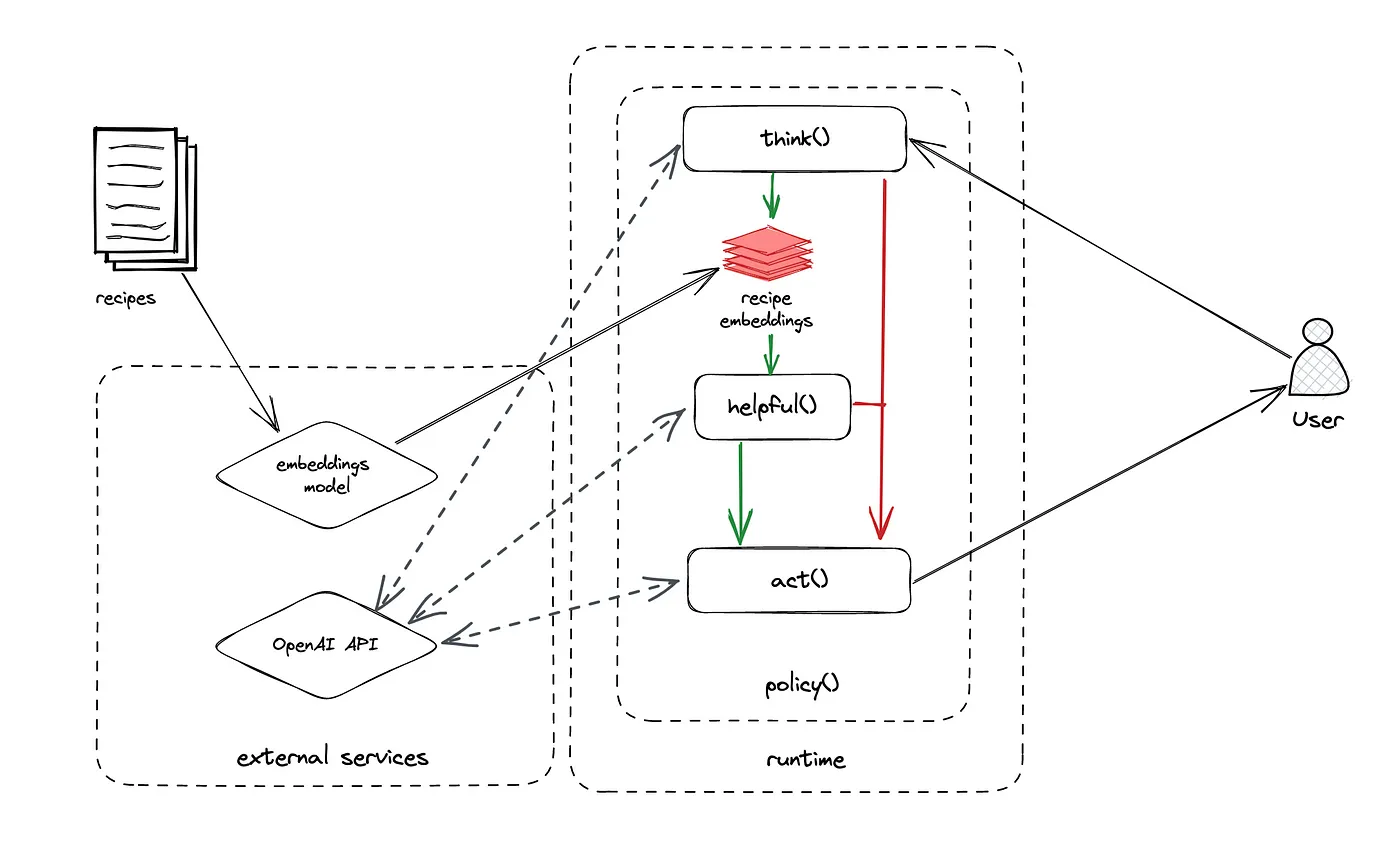 think()
recipes
recipe
embeddings
helpful()
User
embeddings
model
act()
OpenAI API
policy()
external services
runtime